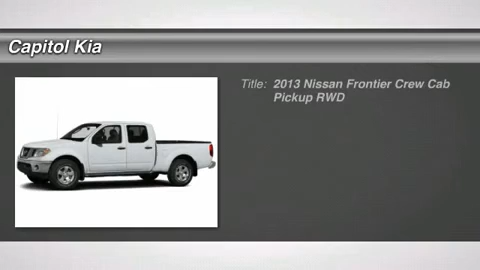 Capitol Kia
Title: 2013 Nissan Frontier Crew Cab
Pickup RWD